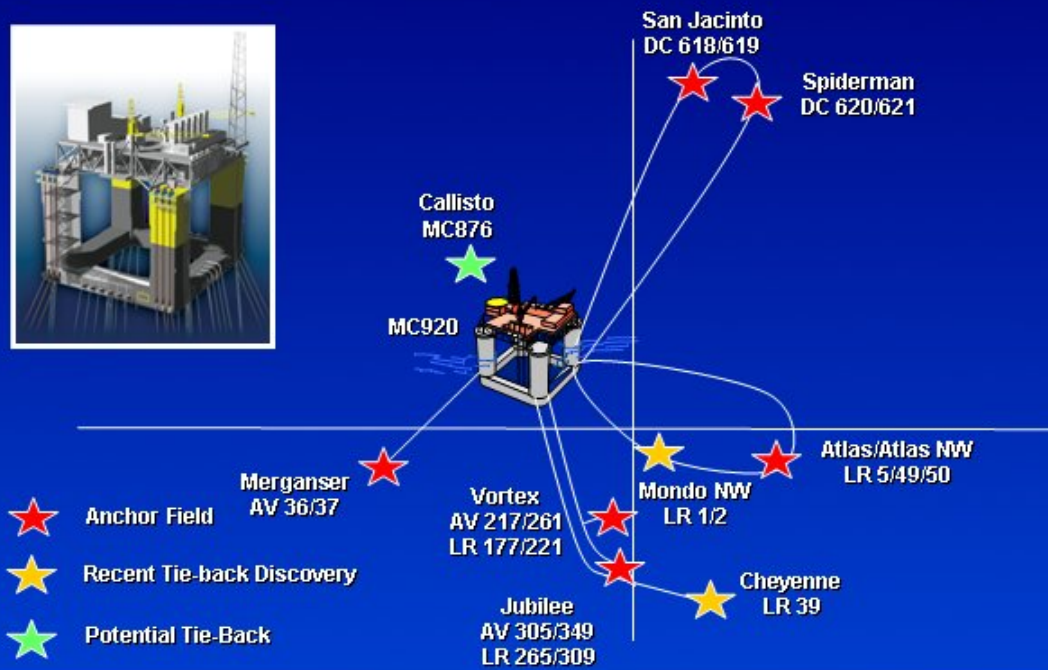 San Jacinto
DC 618/619
Spiderman
DC 620/621
Callisto
MC876
MC920
Merganser
AV 36/37
Vortex
AV 217/261
LR 177/221
Mondo NW
LR 1/2
Atlas/Atlas NW
LR 5/49/50
Jubilee
AV 305/349
LR 265/309
Cheyenne
LR 39
Anchor Field
Recent Tie-back Discovery
Potential Tie-Back